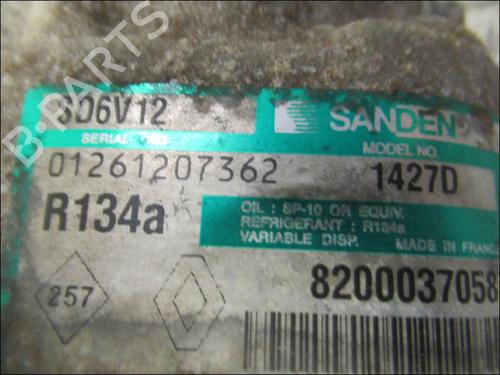 SD6V12
SANDEN
SERIAL NO.
MODEL NO.
01261207362
1427D
R134a
OIL : SP-10 OR EQUIV.
REFRIGERANT : R134a
VARIABLE DISP. MADE IN FRANCE
257
8200037058
B-PARTS